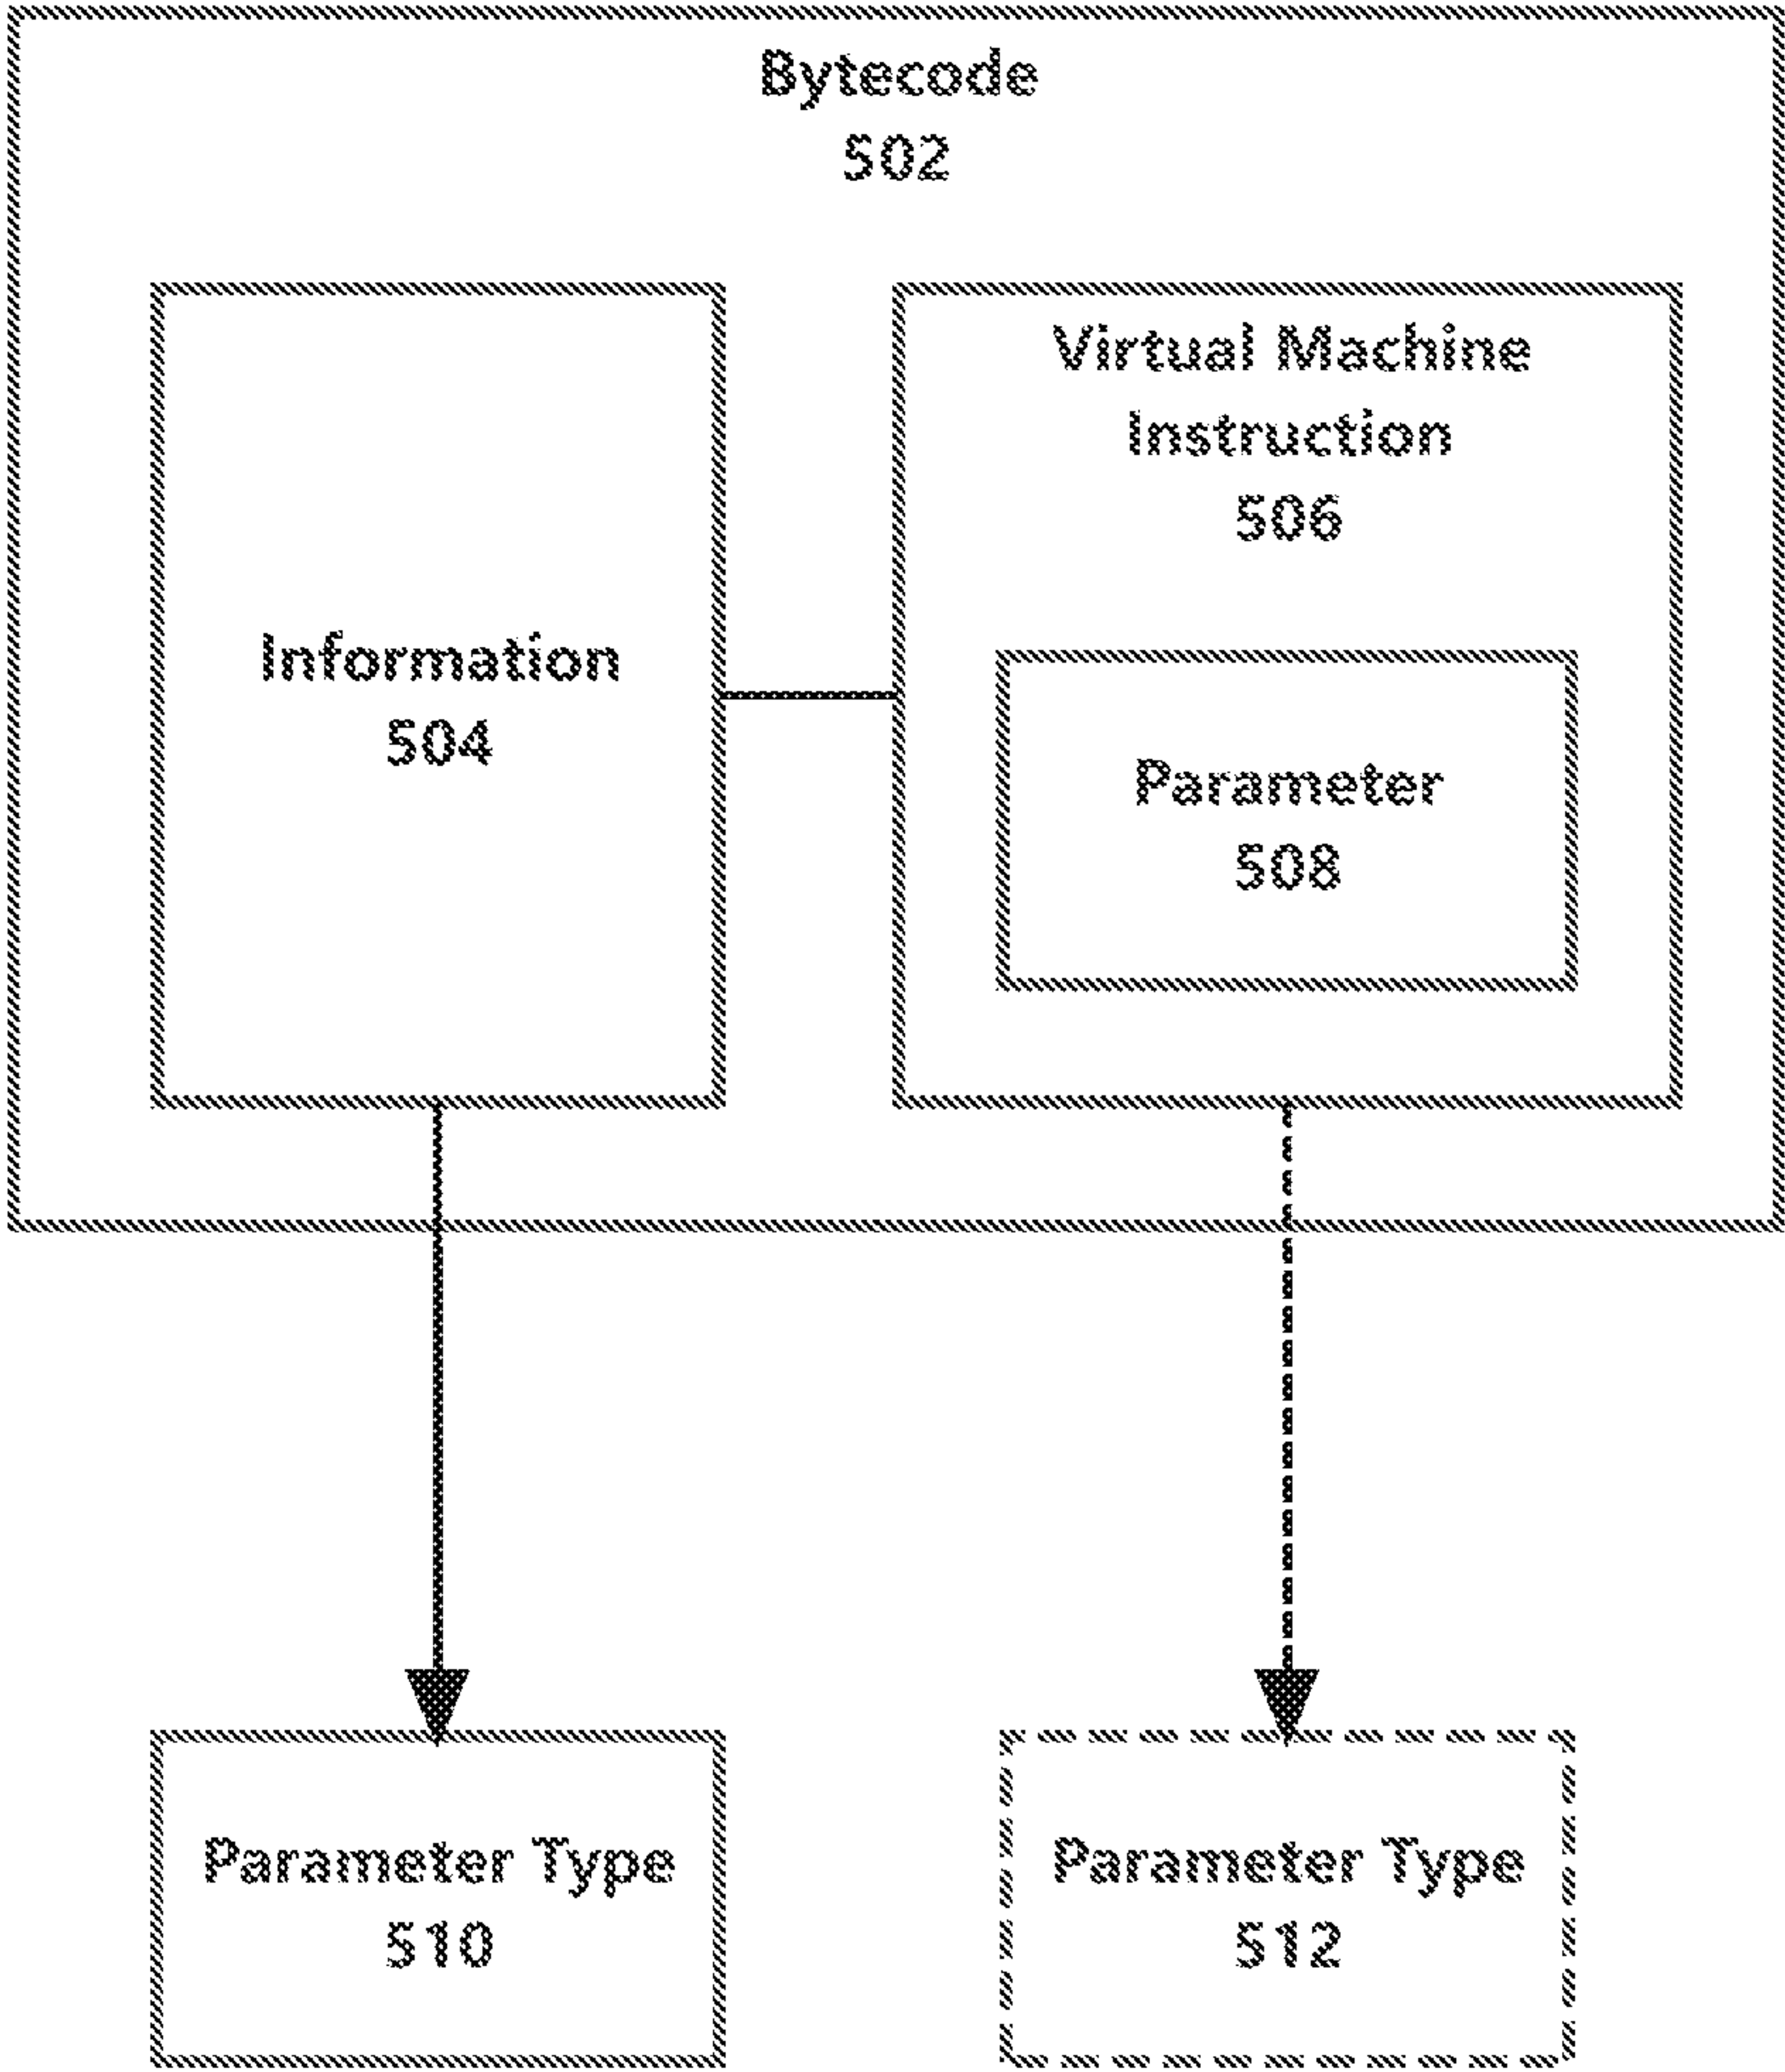 Bytecode
502
Information
504
Virtual Machine
Instruction
506
Parameter
508
Parameter Type
510
Parameter Type
512